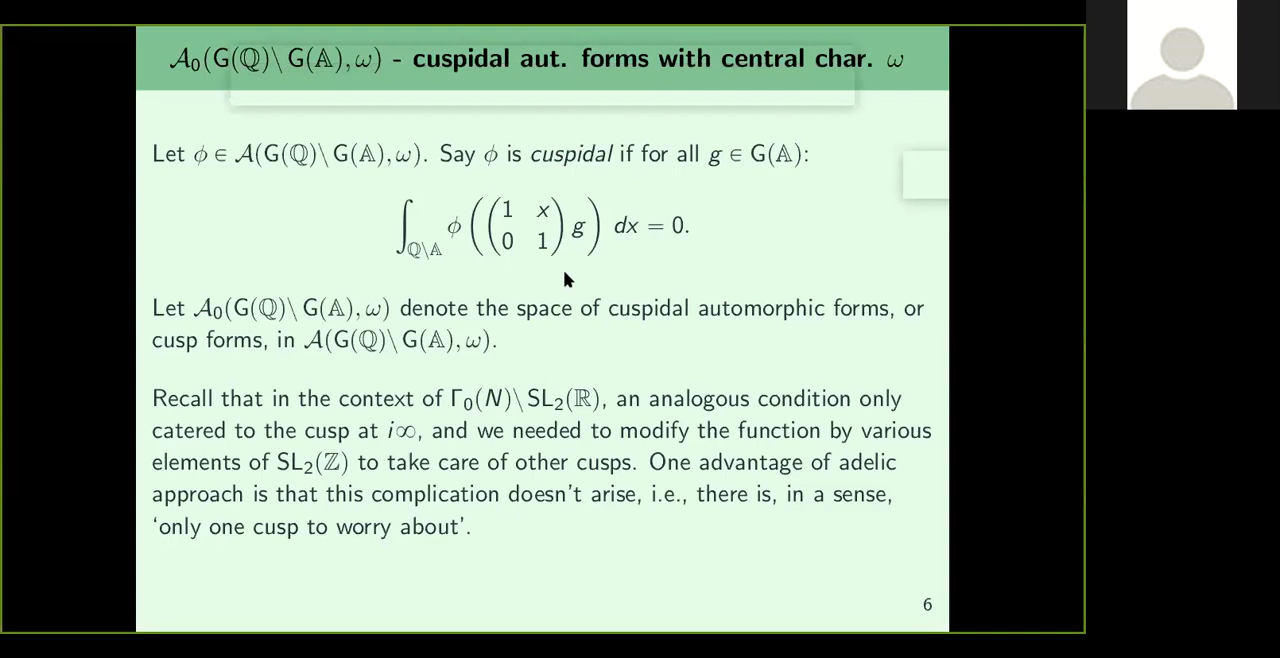 𝒜₀(G(ℚ)\ G(𝔸), ω) - cuspidal aut. forms with central char. ω
Let ϕ ∈ 𝒜(G(ℚ)\ G(𝔸), ω). Say ϕ is cuspidal if for all g ∈ G(𝔸):
∫_{ℚ\𝔸} ϕ ( ( 1 x ; 0 1 ) g ) dx = 0.
Let 𝒜₀(G(ℚ)\ G(𝔸), ω) denote the space of cuspidal automorphic forms, or
cusp forms, in 𝒜(G(ℚ)\ G(𝔸), ω).
Recall that in the context of Γ₀(N)\ SL₂(ℝ), an analogous condition only
catered to the cusp at i∞, and we needed to modify the function by various
elements of SL₂(ℤ) to take care of other cusps. One advantage of adelic
approach is that this complication doesn't arise, i.e., there is, in a sense,
‘only one cusp to worry about’.
6